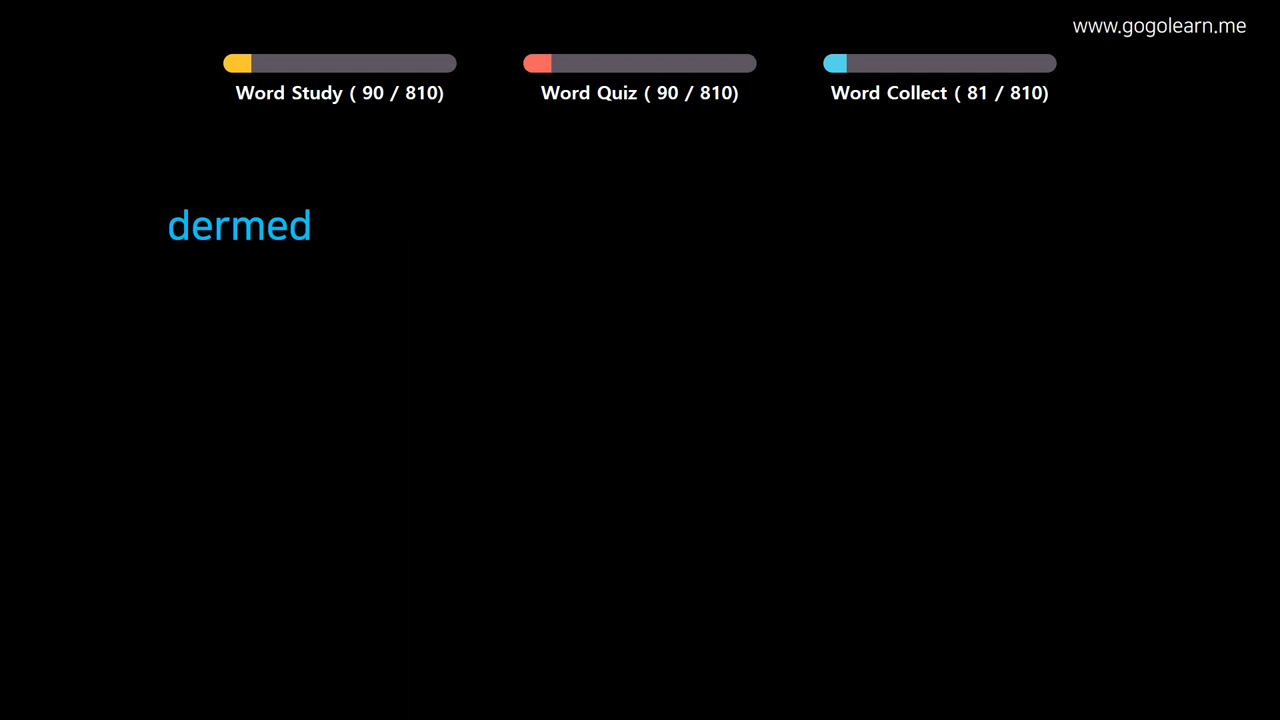 www.gogolearn.me
Word Study ( 90 / 810)
Word Quiz ( 90 / 810)
Word Collect ( 81 / 810)
dermed